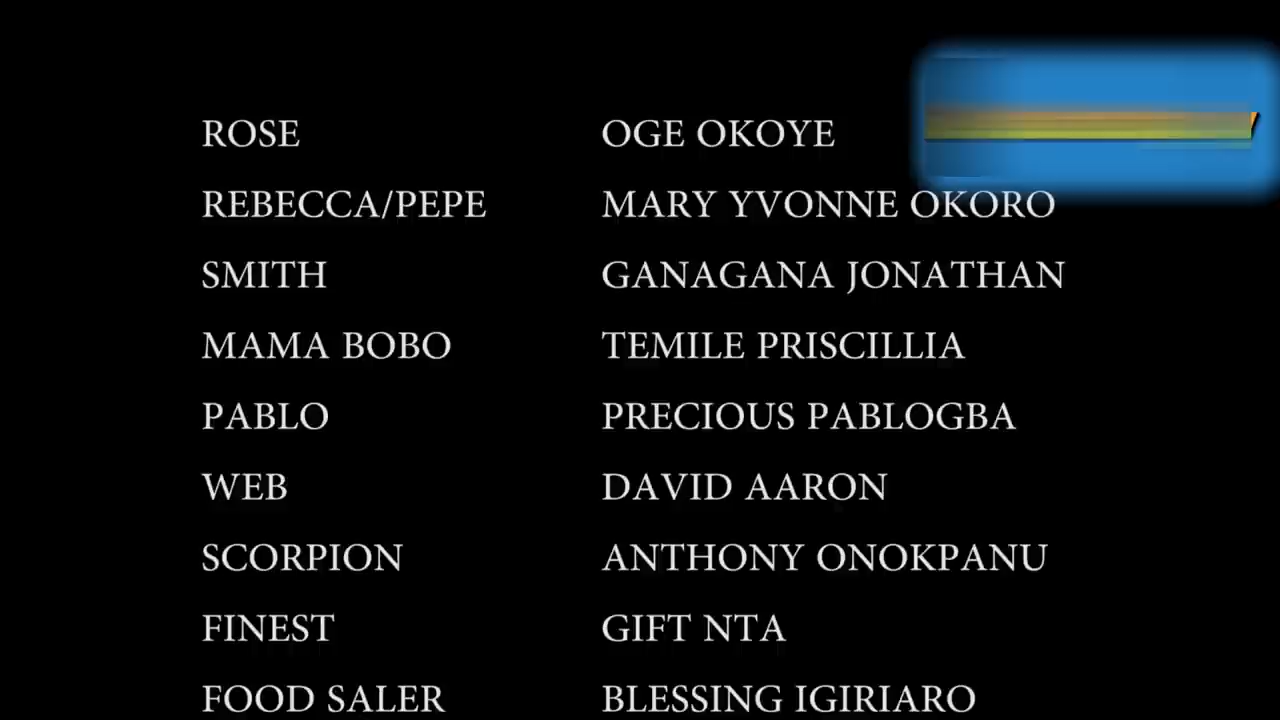 ROSE OGE OKOYE
REBECCA/PEPE MARY YVONNE OKORO
SMITH GANAGANA JONATHAN
MAMA BOBO TEMILE PRISCILLIA
PABLO PRECIOUS PABLOGBA
WEB DAVID AARON
SCORPION ANTHONY ONOKPANU
FINEST GIFT NTA
FOOD SALER BLESSING IGIRIARO